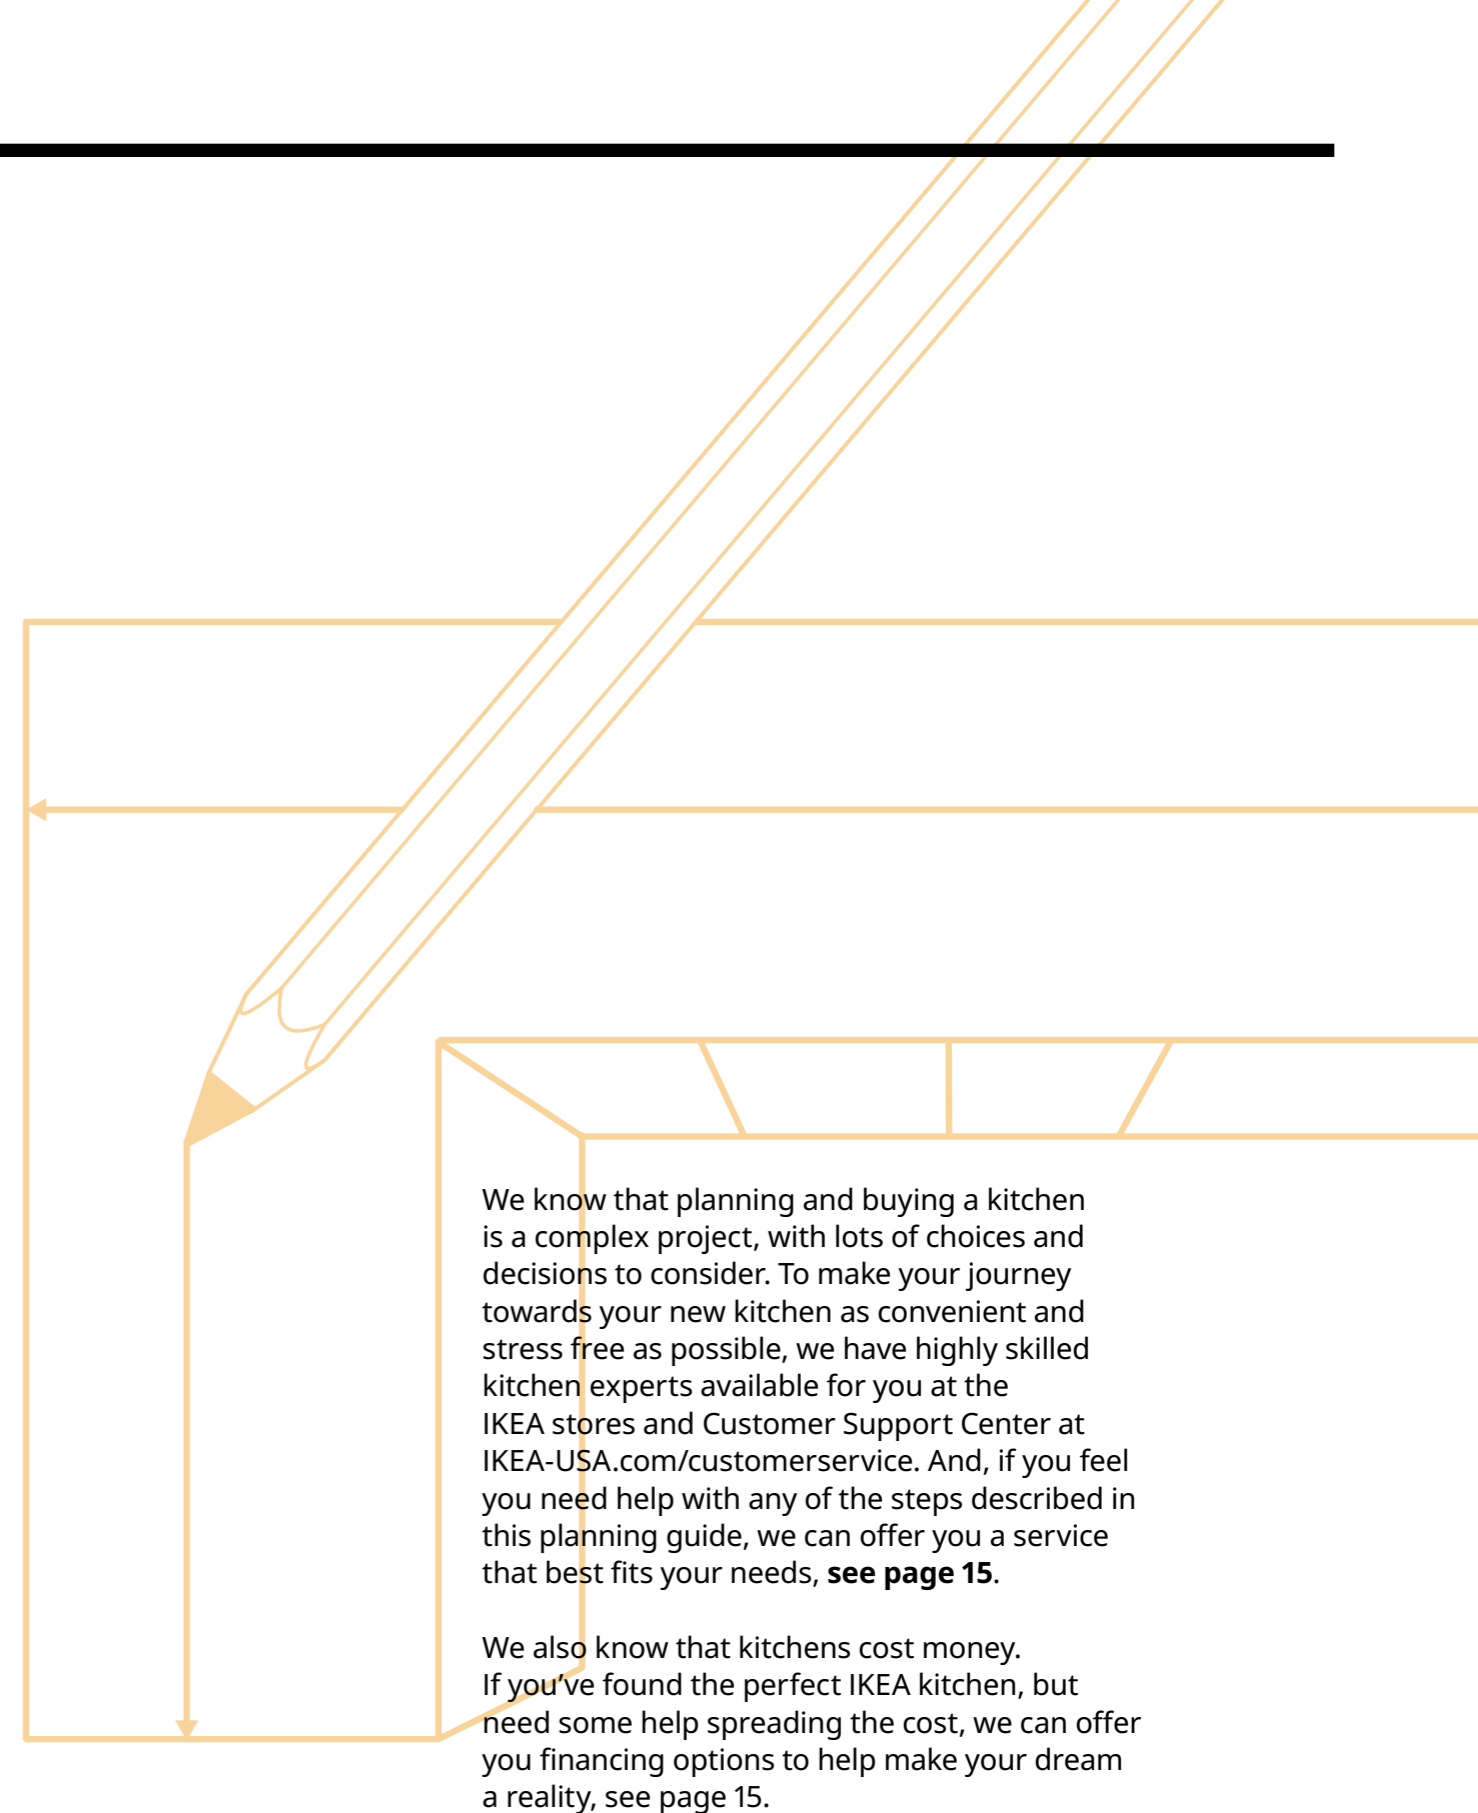 We know that planning and buying a kitchen
is a complex project, with lots of choices and
decisions to consider. To make your journey
towards your new kitchen as convenient and
stress free as possible, we have highly skilled
kitchen experts available for you at the
IKEA stores and Customer Support Center at
IKEA-USA.com/customerservice. And, if you feel
you need help with any of the steps described in
this planning guide, we can offer you a service
that best fits your needs, see page 15.
We also know that kitchens cost money.
If you’ve found the perfect IKEA kitchen, but
need some help spreading the cost, we can offer
you financing options to help make your dream
a reality, see page 15.